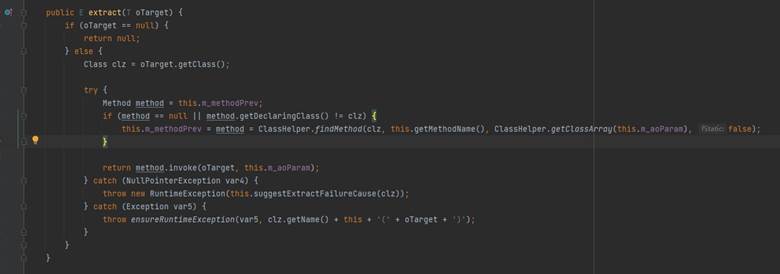 public E extract(T oTarget) {
    if (oTarget == null) {
        return null;
    } else {
        Class clz = oTarget.getClass();

        try {
            Method method = this.m_methodPrev;
            if (method == null || method.getDeclaringClass() != clz) {
                this.m_methodPrev = method = ClassHelper.findMethod(clz, this.getMethodName(), ClassHelper.getClassArray(this.m_aoParam), fStatic: false);
            }

            return method.invoke(oTarget, this.m_aoParam);
        } catch (NullPointerException var4) {
            throw new RuntimeException(this.suggestExtractFailureCause(clz));
        } catch (Exception var5) {
            throw ensureRuntimeException(var5, clz.getName() + this + '(' + oTarget + ')');
        }
    }
}